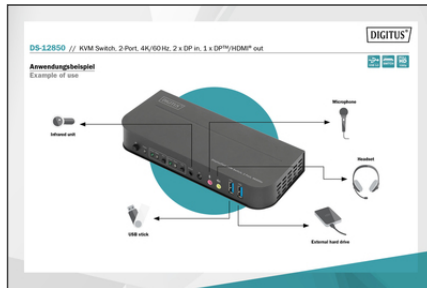 DIGITUS®
DS-12850 // KVM Switch, 2-Port, 4K/60 Hz, 2 x DP in, 1 x DP™/HDMI® out
Anwendungsbeispiel
Example of use
Microphone
Infrared unit
Headset
USB stick
External hard drive